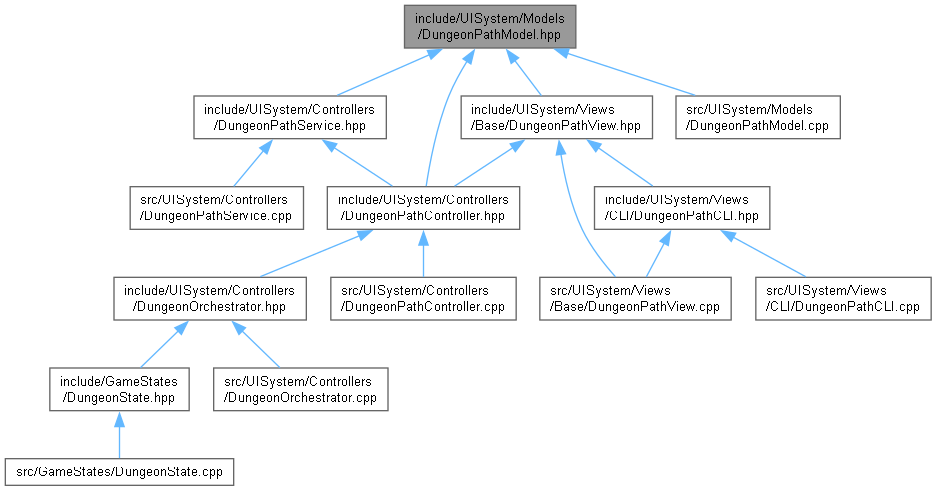 include/UISystem/Models
/DungeonPathModel.hpp
include/UISystem/Controllers
/DungeonPathService.hpp
include/UISystem/Views
/Base/DungeonPathView.hpp
src/UISystem/Models
/DungeonPathModel.cpp
src/UISystem/Controllers
/DungeonPathService.cpp
include/UISystem/Controllers
/DungeonPathController.hpp
include/UISystem/Views
/CLI/DungeonPathCLI.hpp
include/UISystem/Controllers
/DungeonOrchestrator.hpp
src/UISystem/Controllers
/DungeonPathController.cpp
src/UISystem/Views
/Base/DungeonPathView.cpp
src/UISystem/Views
/CLI/DungeonPathCLI.cpp
include/GameStates
/DungeonState.hpp
src/UISystem/Controllers
/DungeonOrchestrator.cpp
src/GameStates/DungeonState.cpp